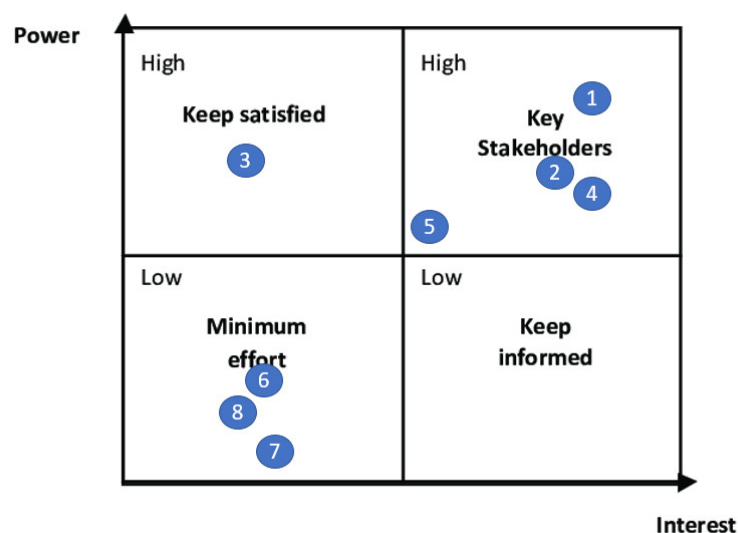 Power
High
High
Keep satisfied
Key
Stakeholders
1
3
2
4
5
Low
Low
Minimum
effort
Keep
informed
6
8
7
Interest